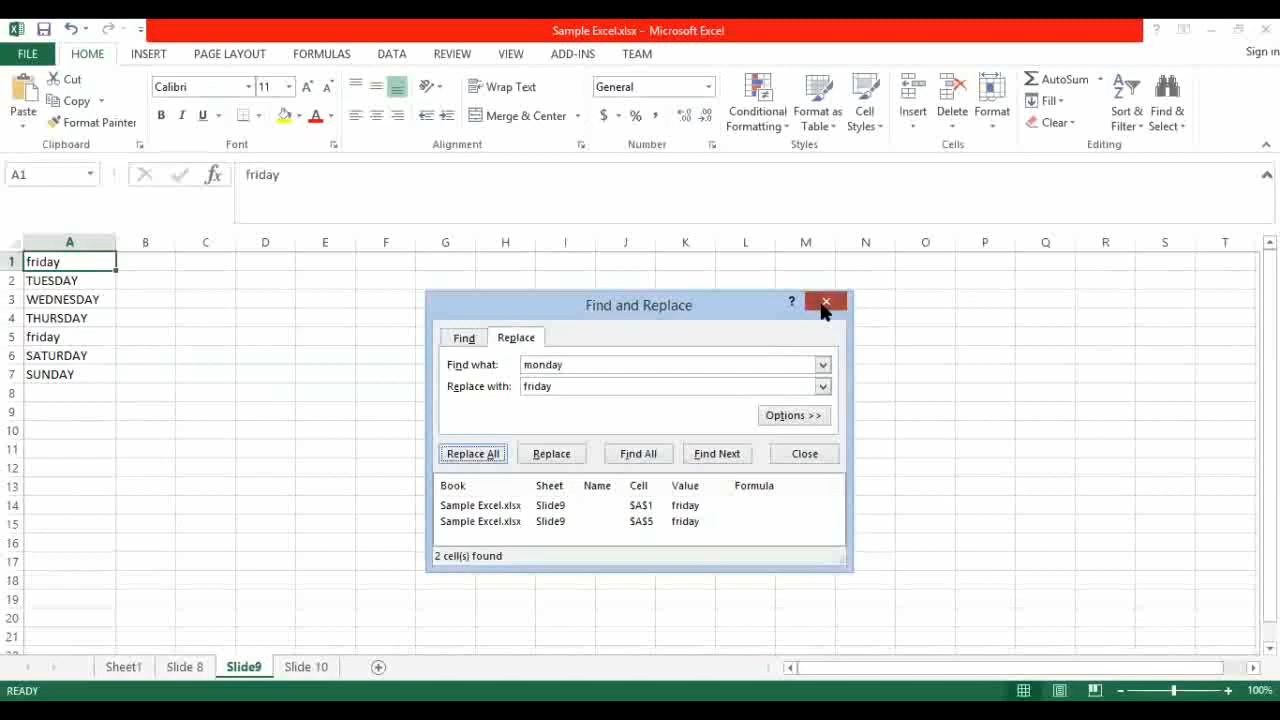 Sample Excel.xlsx - Microsoft Excel
?
FILE HOME INSERT PAGE LAYOUT FORMULAS DATA REVIEW VIEW ADD-INS TEAM Sign in
Paste
Cut
Copy
Format Painter
Clipboard
Calibri 11
B I U
Font
Wrap Text
Merge & Center
Alignment
General
$ % ,
Number
Conditional Formatting
Format as Table
Cell Styles
Styles
Insert
Delete
Format
Cells
AutoSum
Fill
Clear
Sort & Filter
Find & Select
Editing
A1 fx friday
A B C D E F G H I J K L M N O P Q R S T
1 friday
2 TUESDAY
3 WEDNESDAY
4 THURSDAY
5 friday
6 SATURDAY
7 SUNDAY
8
9
10
11
12
13
14
15
16
17
18
19
20
21
Find and Replace ?
Find Replace
Find what: monday
Replace with: friday
Options >>
Replace All Replace Find All Find Next Close
Book Sheet Name Cell Value Formula
Sample Excel.xlsx Slide9 $A$1 friday
Sample Excel.xlsx Slide9 $A$5 friday
2 cell(s) found
Sheet1 Slide 8 Slide9 Slide 10
READY 100%